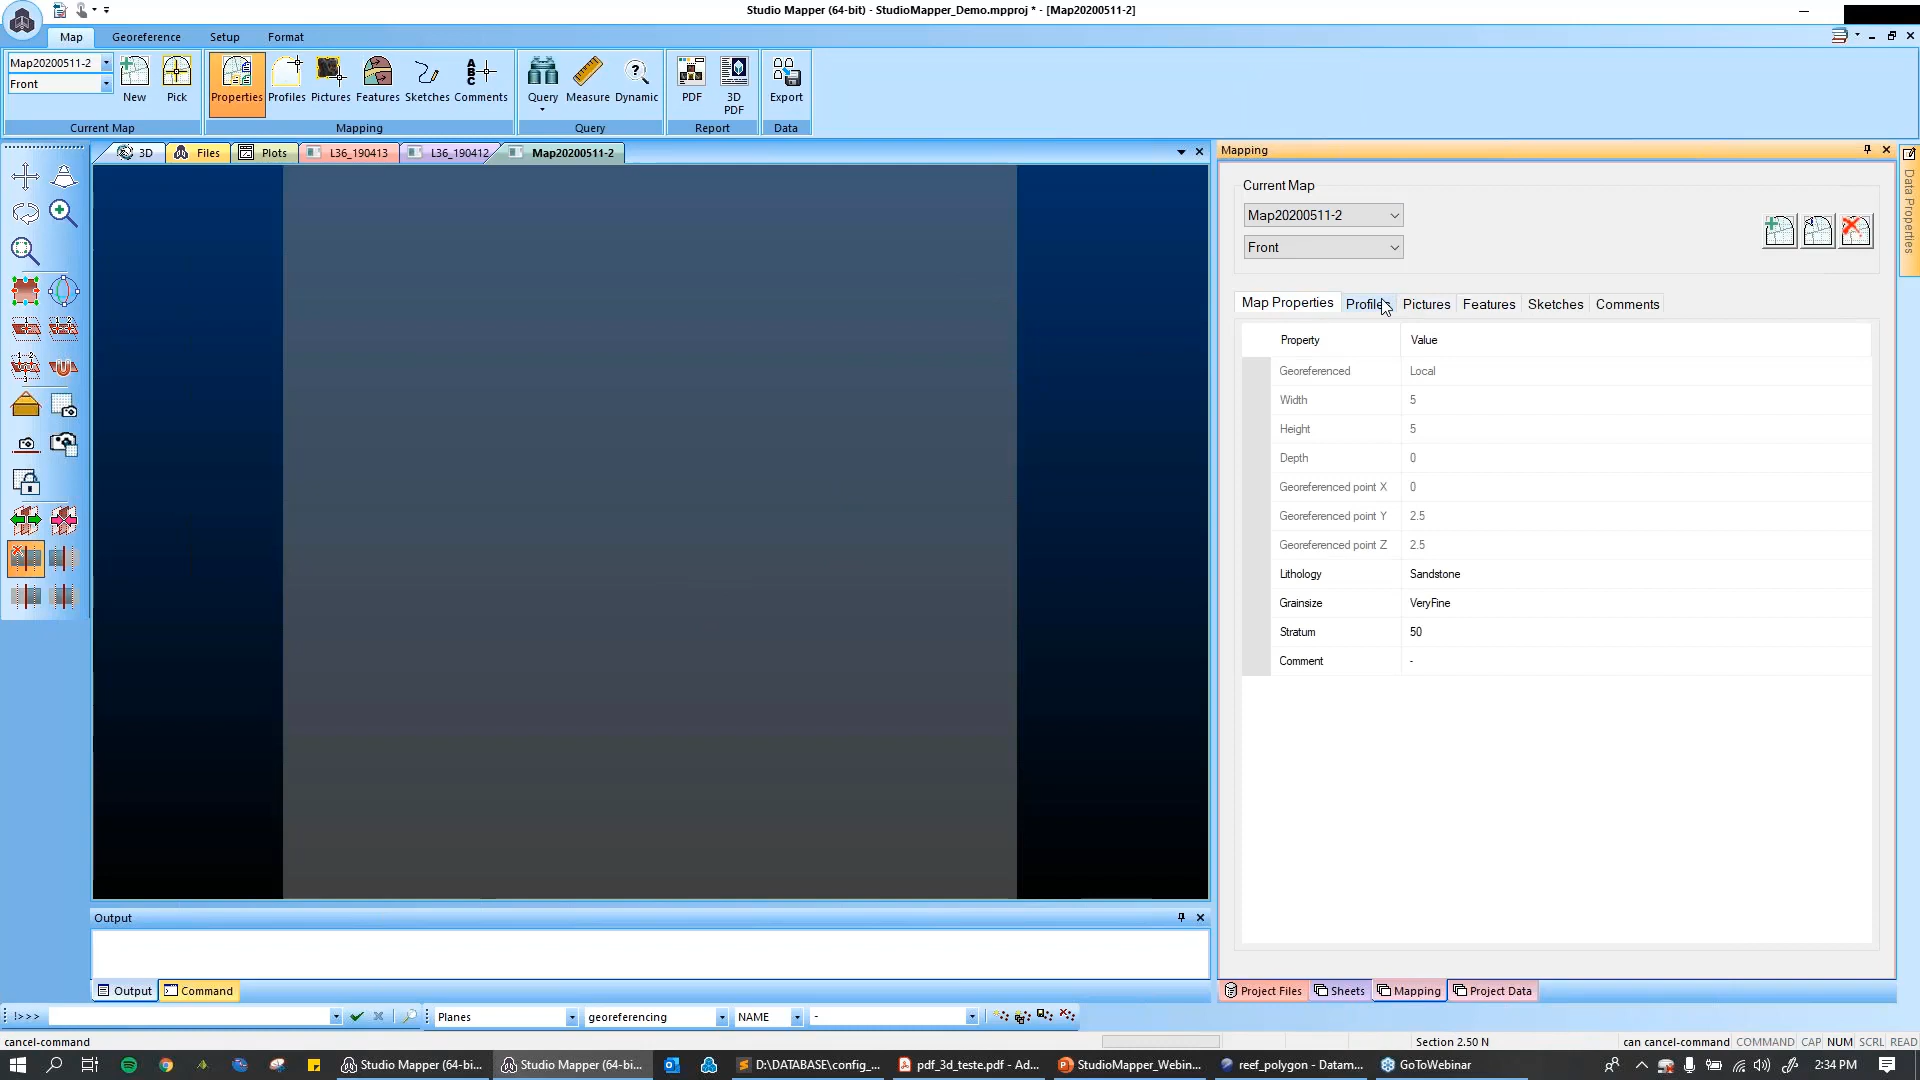 Studio Mapper (64-bit) - StudioMapper_Demo.mpproj * - [Map20200511-2]
Map Georeference Setup Format
Map20200511-2
Front
New Pick
Properties Profiles Pictures Features Sketches Comments
Query Measure Dynamic
PDF 3D PDF
Export
Current Map Mapping Query Report Data
3D Files Plots L36_190413 L36_190412 Map20200511-2
Mapping
Data Properties
Current Map
Map20200511-2
Front
Map Properties Profiles Pictures Features Sketches Comments
Property Value
Georeferenced Local
Width 5
Height 5
Depth 0
Georeferenced point X 0
Georeferenced point Y 2.5
Georeferenced point Z 2.5
Lithology Sandstone
Grainsize VeryFine
Stratum 50
Comment -
Output
Output Command
Project Files Sheets Mapping Project Data
!>>> Planes georeferencing NAME -
cancel-command Section 2.50 N can cancel-command COMMAND CAP NUM SCRL READ
Studio Mapper (64-bi... Studio Mapper (64-bi... D:\DATABASE\config_... pdf_3d_teste.pdf - Ad... StudioMapper_Webin... reef_polygon - Datam... GoToWebinar 2:34 PM